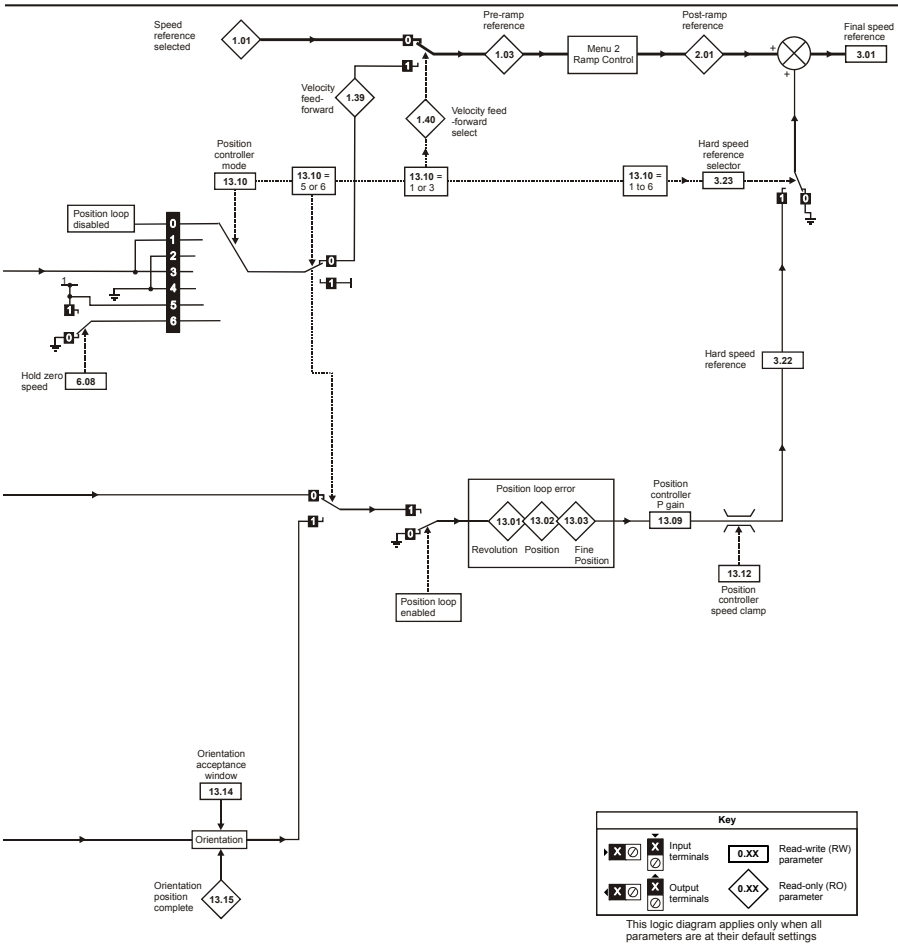 Speed
reference
selected
1.01
0
Pre-ramp
reference
1.03
Menu 2
Ramp Control
Post-ramp
reference
2.01
+
+
Final speed
reference
3.01
1
Velocity
feed-
forward
1.39
1.40
Velocity feed
-forward
select
Position
controller
mode
13.10
13.10 =
5 or 6
13.10 =
1 or 3
13.10 =
1 to 6
Hard speed
reference
selector
3.23
1
0
Position loop
disabled
0
1
2
3
4
5
6
0
1
1
1
0
Hold zero
speed
6.08
Hard speed
reference
3.22
0
1
1
0
Position loop
enabled
Position loop error
13.01
13.02
13.03
Revolution
Position
Fine
Position
Position
controller
P gain
13.09
13.12
Position
controller
speed clamp
Orientation
acceptance
window
13.14
Orientation
Orientation
position
complete
13.15
Key
X
X
Input
terminals
0.XX
Read-write (RW)
parameter
X
X
Output
terminals
0.XX
Read-only (RO)
parameter
This logic diagram applies only when all
parameters are at their default settings